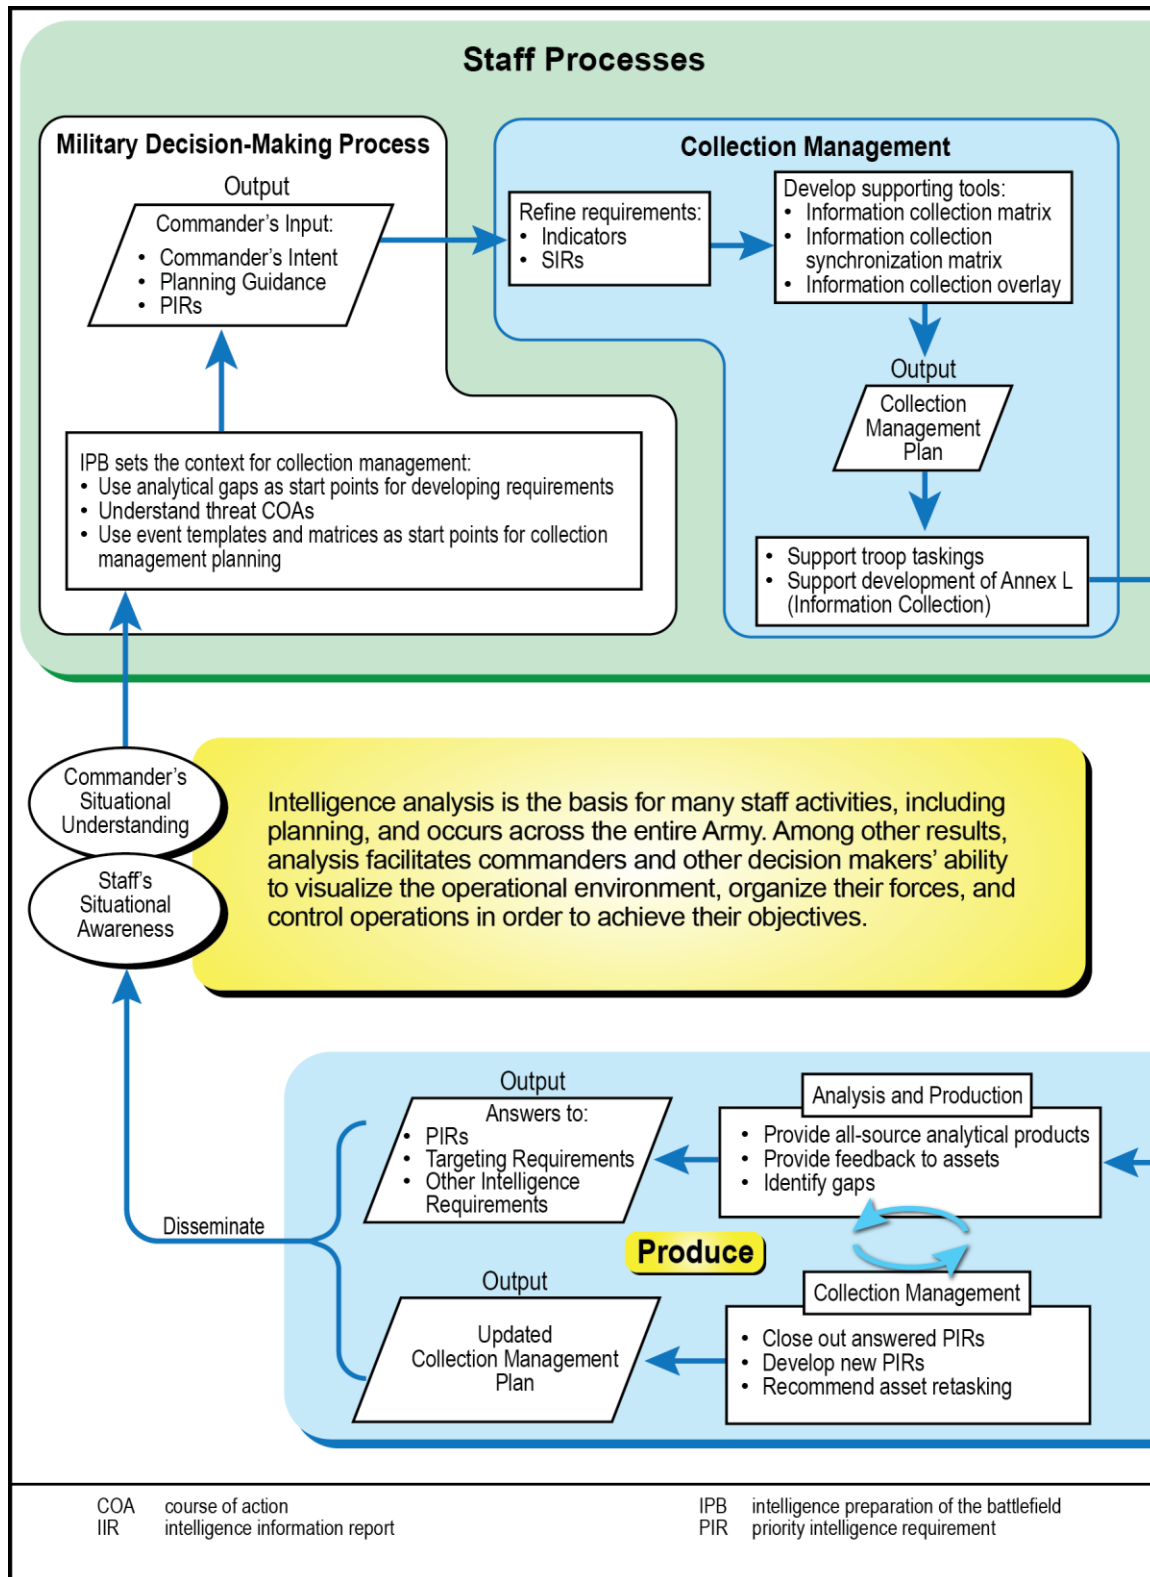 Staff Processes
Military Decision-Making Process
Output
Commander's Input:
• Commander's Intent
• Planning Guidance
• PIRs
IPB sets the context for collection management:
• Use analytical gaps as start points for developing requirements
• Understand threat COAs
• Use event templates and matrices as start points for collection
management planning
Collection Management
Refine requirements:
• Indicators
• SIRs
Develop supporting tools:
• Information collection matrix
• Information collection
synchronization matrix
• Information collection overlay
Output
Collection
Management
Plan
• Support troop taskings
• Support development of Annex L
(Information Collection)
Commander's
Situational
Understanding
Staff's
Situational
Awareness
Intelligence analysis is the basis for many staff activities, including
planning, and occurs across the entire Army. Among other results,
analysis facilitates commanders and other decision makers' ability
to visualize the operational environment, organize their forces, and
control operations in order to achieve their objectives.
Disseminate
Output
Answers to:
• PIRs
• Targeting Requirements
• Other Intelligence
Requirements
Analysis and Production
• Provide all-source analytical products
• Provide feedback to assets
• Identify gaps
Produce
Output
Updated
Collection Management
Plan
Collection Management
• Close out answered PIRs
• Develop new PIRs
• Recommend asset retasking
COA course of action
IIR intelligence information report
IPB intelligence preparation of the battlefield
PIR priority intelligence requirement